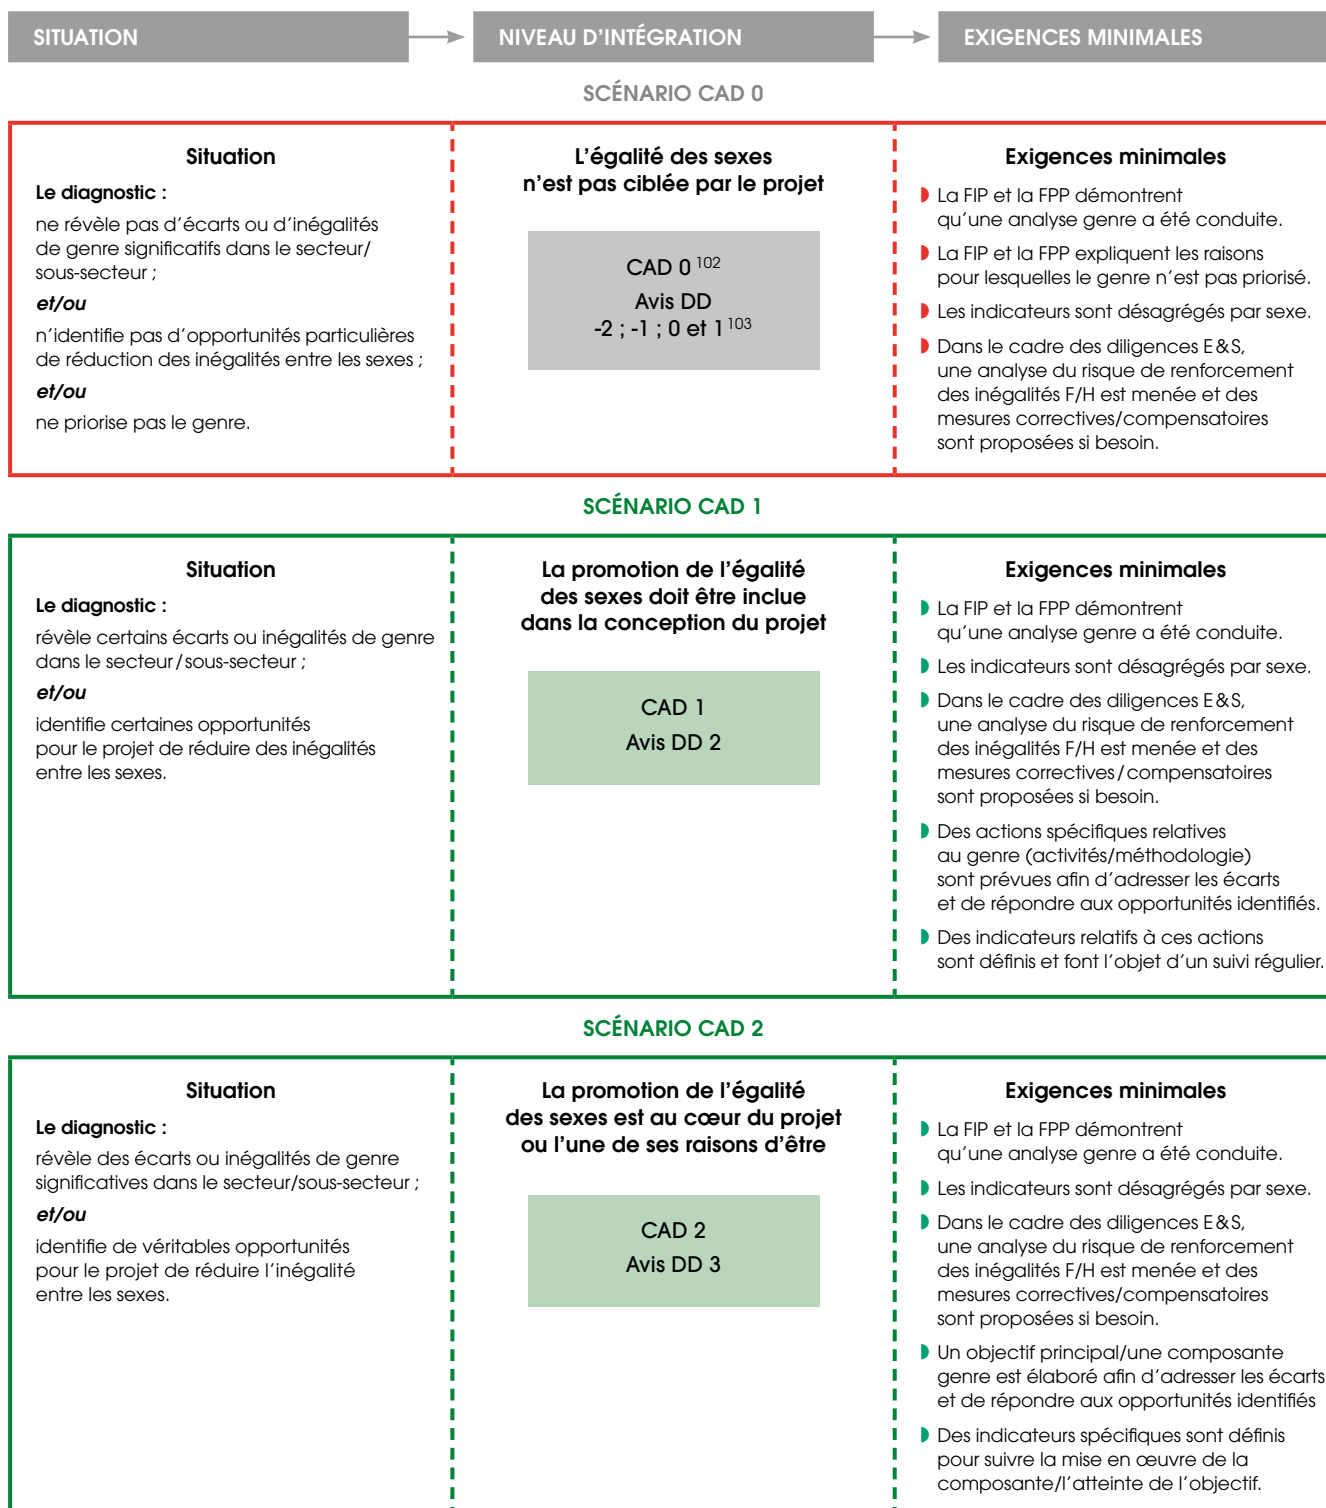 SITUATION
NIVEAU D'INTÉGRATION
EXIGENCES MINIMALES
SCÉNARIO CAD 0
Situation
Le diagnostic :
ne révèle pas d'écarts ou d'inégalités
de genre significatifs dans le secteur/
sous-secteur ;
et/ou
n'identifie pas d'opportunités particulières
de réduction des inégalités entre les sexes ;
et/ou
ne priorise pas le genre.
L'égalité des sexes
n'est pas ciblée par le projet
CAD 0 102
Avis DD
-2 ; -1 ; 0 et 1 103
Exigences minimales
La FIP et la FPP démontrent
qu'une analyse genre a été conduite.
La FIP et la FPP expliquent les raisons
pour lesquelles le genre n'est pas priorisé.
Les indicateurs sont désagrégés par sexe.
Dans le cadre des diligences E&S,
une analyse du risque de renforcement
des inégalités F/H est menée et des
mesures correctives/compensatoires
sont proposées si besoin.
SCÉNARIO CAD 1
Situation
Le diagnostic :
révèle certains écarts ou inégalités de genre
dans le secteur/sous-secteur ;
et/ou
identifie certaines opportunités
pour le projet de réduire des inégalités
entre les sexes.
La promotion de l'égalité
des sexes doit être inclue
dans la conception du projet
CAD 1
Avis DD 2
Exigences minimales
La FIP et la FPP démontrent
qu'une analyse genre a été conduite.
Les indicateurs sont désagrégés par sexe.
Dans le cadre des diligences E&S,
une analyse du risque de renforcement
des inégalités F/H est menée et des
mesures correctives/compensatoires
sont proposées si besoin.
Des actions spécifiques relatives
au genre (activités/méthodologie)
sont prévues afin d'adresser les écarts
et de répondre aux opportunités identifiés.
Des indicateurs relatifs à ces actions
sont définis et font l'objet d'un suivi régulier.
SCÉNARIO CAD 2
Situation
Le diagnostic :
révèle des écarts ou inégalités de genre
significatives dans le secteur/sous-secteur ;
et/ou
identifie de véritables opportunités
pour le projet de réduire l'inégalité
entre les sexes.
La promotion de l'égalité
des sexes est au cœur du projet
ou l'une de ses raisons d'être
CAD 2
Avis DD 3
Exigences minimales
La FIP et la FPP démontrent
qu'une analyse genre a été conduite.
Les indicateurs sont désagrégés par sexe.
Dans le cadre des diligences E&S,
une analyse du risque de renforcement
des inégalités F/H est menée et des
mesures correctives/compensatoires
sont proposées si besoin.
Un objectif principal/une composante
genre est élaboré afin d'adresser les écarts
et de répondre aux opportunités identifiés
Des indicateurs spécifiques sont définis
pour suivre la mise en œuvre de la
composante/l'atteinte de l'objectif.